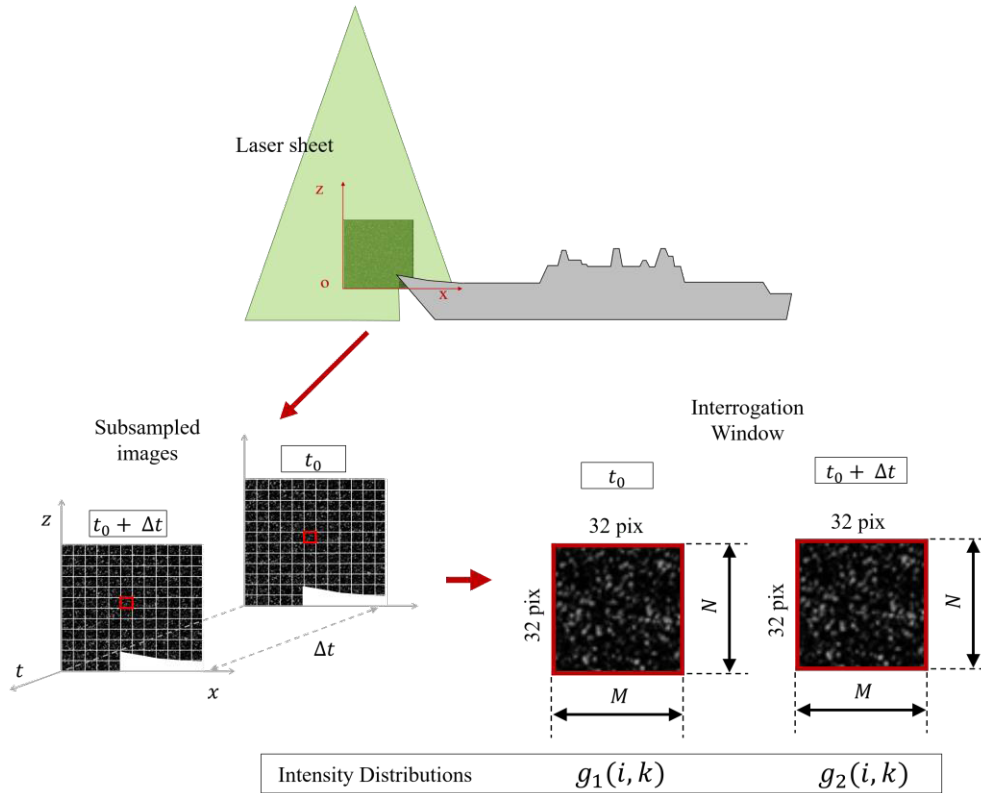 Laser sheet
z
o
x
Subsampled
images
t₀
z
t₀ + Δt
t
x
Δt
Interrogation
Window
t₀
t₀ + Δt
32 pix
32 pix
32 pix
N
32 pix
N
M
M
Intensity Distributions g₁(i, k) g₂(i, k)